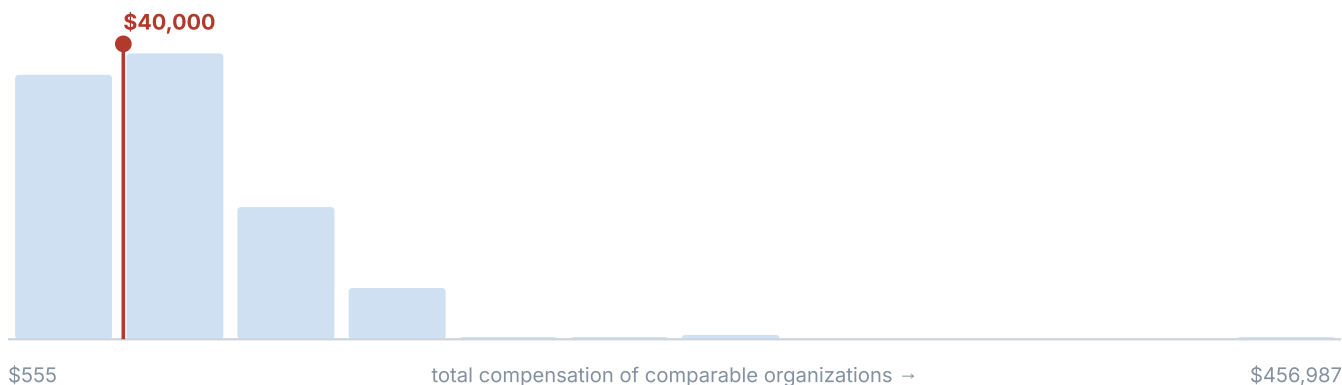 $40,000
$555 total compensation of comparable organizations → $456,987